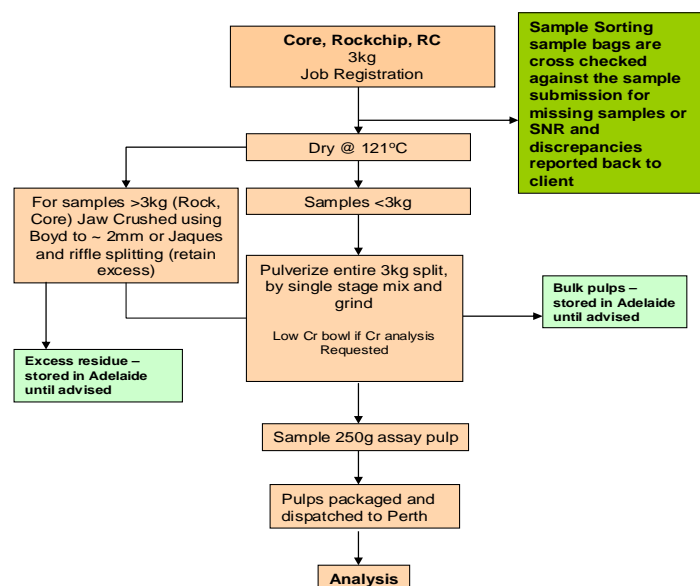 Core, Rockchip, RC
3kg
Job Registration
Sample Sorting
sample bags are
cross checked
against the sample
submission for
missing samples or
SNR and
discrepancies
reported back to
client
Dry @ 121ºC
For samples >3kg (Rock,
Core) Jaw Crushed using
Boyd to ~ 2mm or Jaques
and riffle splitting (retain
excess)
Samples <3kg
Pulverize entire 3kg split,
by single stage mix and
grind
Low Cr bowl if Cr analysis
Requested
Bulk pulps –
stored in Adelaide
until advised
Excess residue –
stored in Adelaide
until advised
Sample 250g assay pulp
Pulps packaged and
dispatched to Perth
Analysis